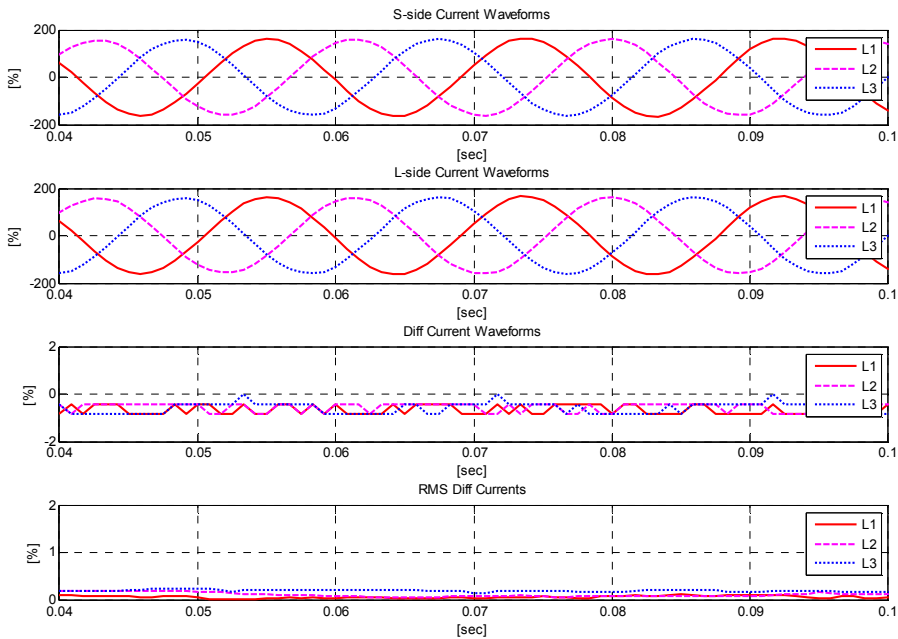 S-side Current Waveforms
200
0
-200
[%]
L1
L2
L3
0.04 0.05 0.06 0.07 0.08 0.09 0.1
[sec]
L-side Current Waveforms
200
0
-200
[%]
L1
L2
L3
0.04 0.05 0.06 0.07 0.08 0.09 0.1
[sec]
Diff Current Waveforms
2
0
-2
[%]
L1
L2
L3
0.04 0.05 0.06 0.07 0.08 0.09 0.1
[sec]
RMS Diff Currents
2
1
0
[%]
L1
L2
L3
0.04 0.05 0.06 0.07 0.08 0.09 0.1
[sec]